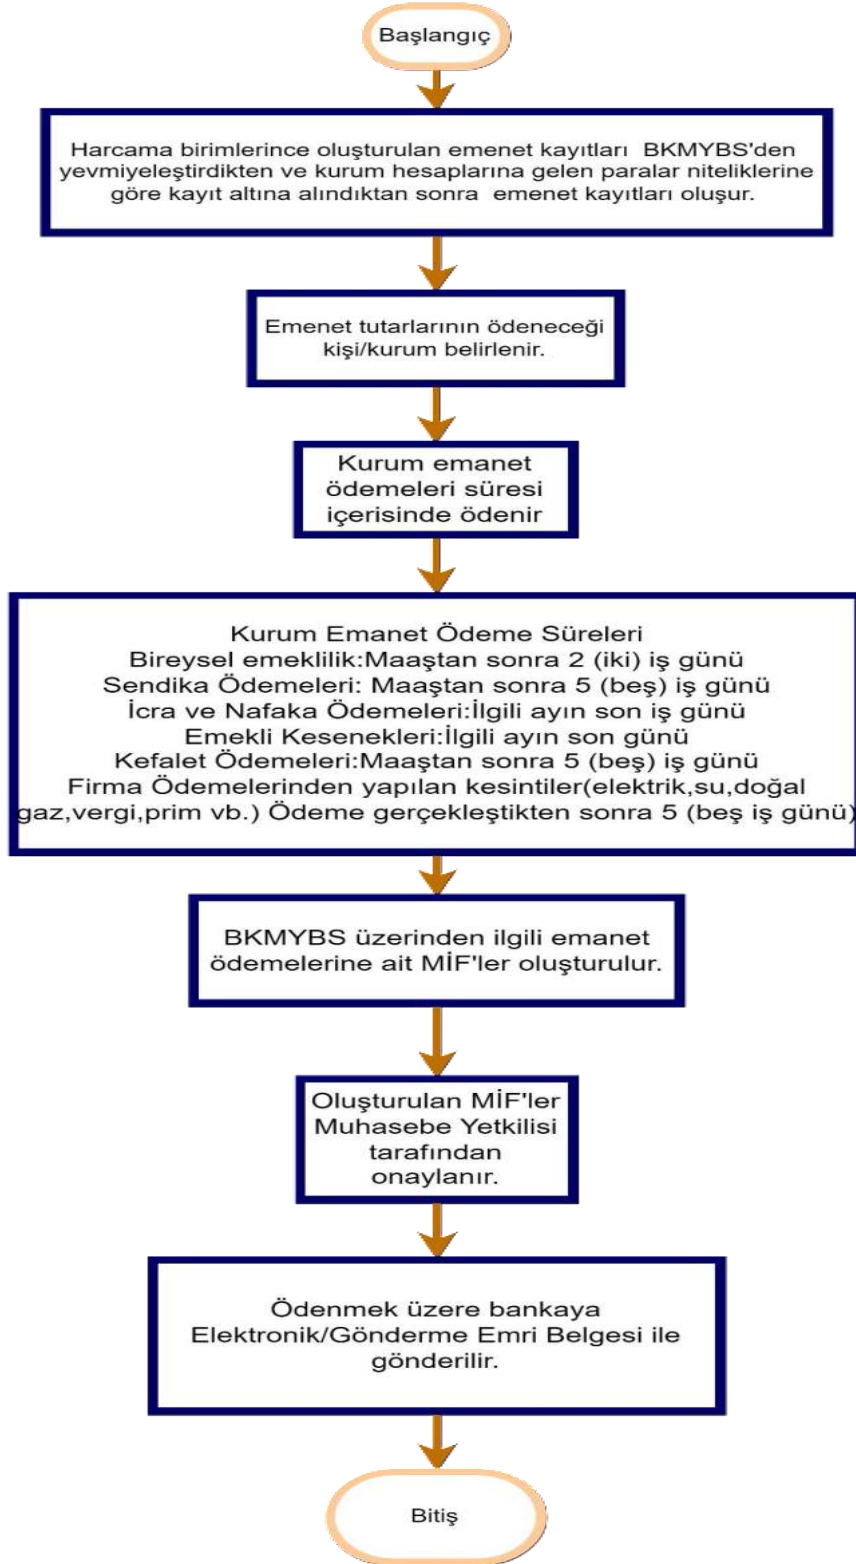 Başlangıç
Harcama birimlerince oluşturulan emenet kayıtları BKMYBS'den
yevmiyeleştirdikten ve kurum hesaplarına gelen paralar niteliklerine
göre kayıt altına alındıktan sonra emenet kayıtları oluşur.
Emenet tutarlarının ödeneceği
kişi/kurum belirlenir.
Kurum emanet
ödemeleri süresi
içerisinde ödenir
Kurum Emanet Ödeme Süreleri
Bireysel emeklilik:Maaştan sonra 2 (iki) iş günü
Sendika Ödemeleri: Maaştan sonra 5 (beş) iş günü
İcra ve Nafaka Ödemeleri:İlgili ayın son iş günü
Emekli Kesenekleri:İlgili ayın son günü
Kefalet Ödemeleri:Maaştan sonra 5 (beş) iş günü
Firma Ödemelerinden yapılan kesintiler(elektrik,su,doğal
gaz,vergi,prim vb.) Ödeme gerçekleştikten sonra 5 (beş iş günü)
BKMYBS üzerinden ilgili emanet
ödemelerine ait MİF'ler oluşturulur.
Oluşturulan MİF'ler
Muhasebe Yetkilisi
tarafından
onaylanır.
Ödenmek üzere bankaya
Elektronik/Gönderme Emri Belgesi ile
gönderilir.
Bitiş